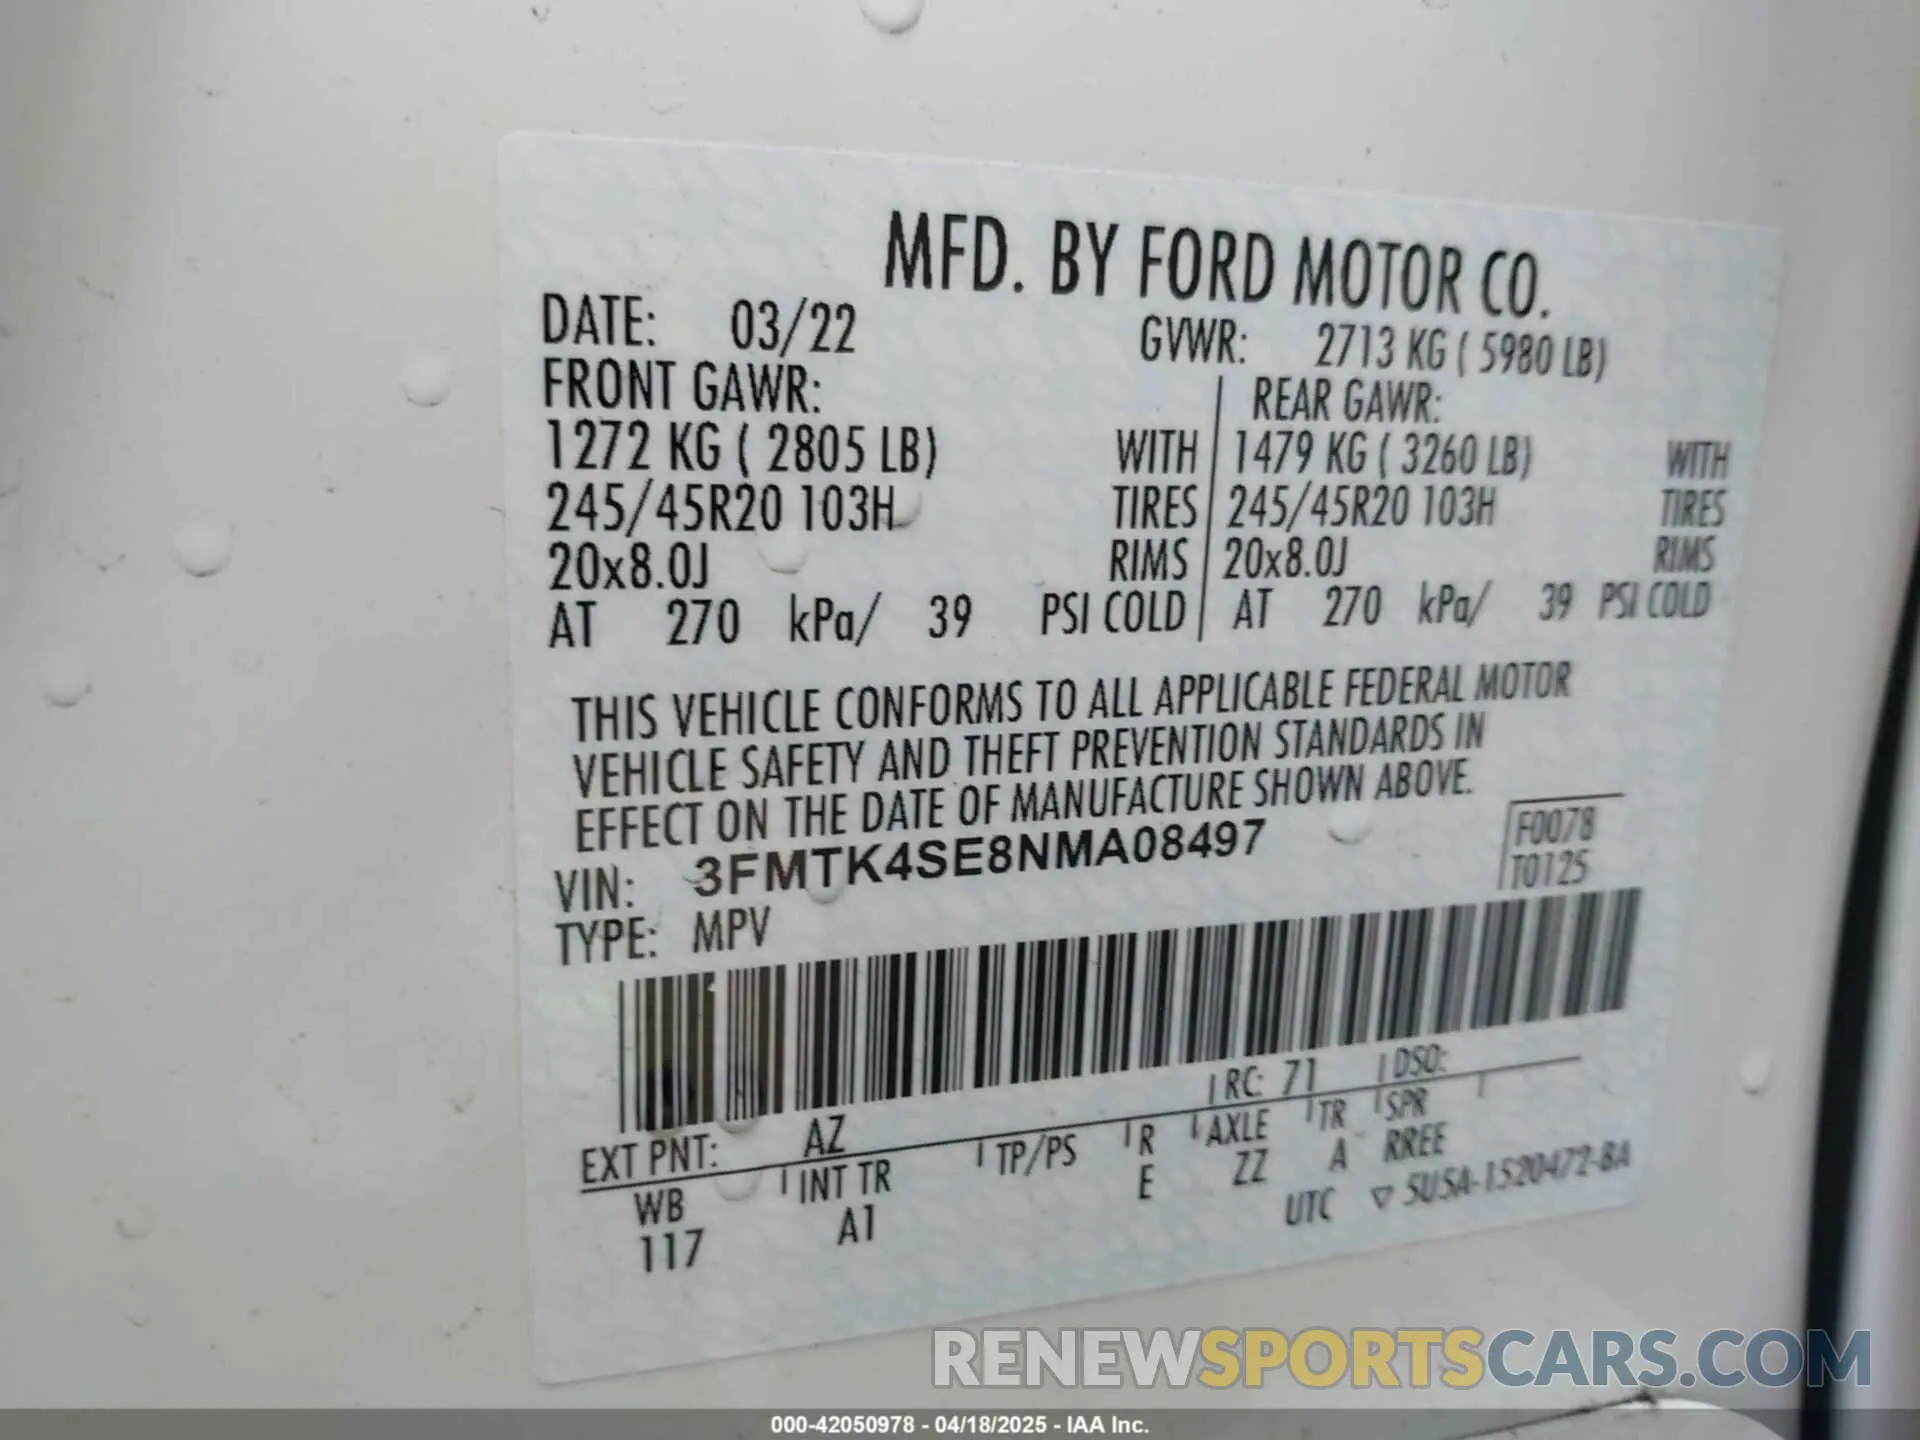 MFD. BY FORD MOTOR CO.
DATE: 03/22 GVWR: 2713 KG ( 5980 LB)
FRONT GAWR: REAR GAWR:
1272 KG ( 2805 LB) WITH 1479 KG ( 3260 LB) WITH
245/45R20 103H TIRES 245/45R20 103H TIRES
20x8.0J RIMS 20x8.0J RIMS
AT 270 kPa/ 39 PSI COLD AT 270 kPa/ 39 PSI COLD
THIS VEHICLE CONFORMS TO ALL APPLICABLE FEDERAL MOTOR
VEHICLE SAFETY AND THEFT PREVENTION STANDARDS IN
EFFECT ON THE DATE OF MANUFACTURE SHOWN ABOVE.
VIN: 3FMTK4SE8NMA08497 F0078
TYPE: MPV T0125
EXT PNT: AZ RC: 71 DSO:
WB INT TR TP/PS R AXLE TR SPR
117 A1 E ZZ A RREE
UTC ▽ 5USA-1520472-BA
RENEWSPORTSCARS.COM
000-42050978 - 04/18/2025 - IAA Inc.